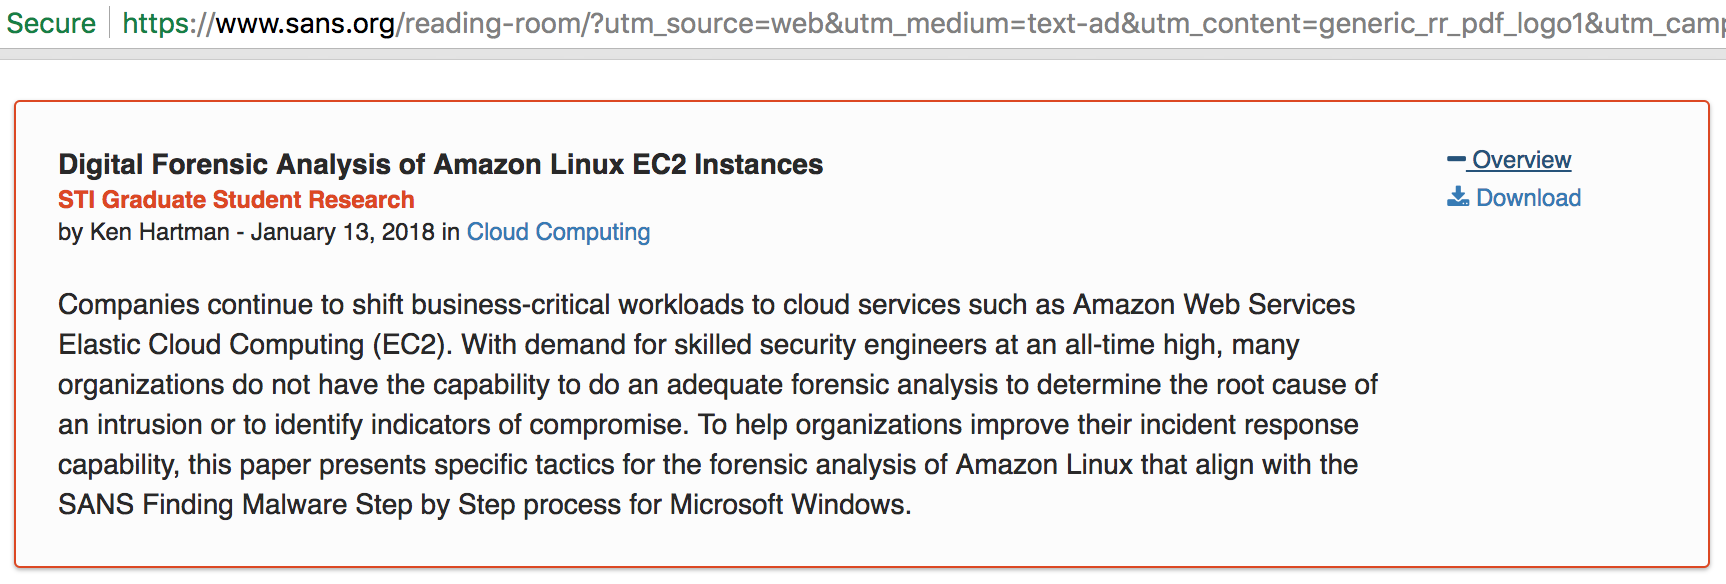 Secure https://www.sans.org/reading-room/?utm_source=web&utm_medium=text-ad&utm_content=generic_rr_pdf_logo1&utm_camp
Digital Forensic Analysis of Amazon Linux EC2 Instances
Overview
STI Graduate Student Research
Download
by Ken Hartman - January 13, 2018 in Cloud Computing
Companies continue to shift business-critical workloads to cloud services such as Amazon Web Services
Elastic Cloud Computing (EC2). With demand for skilled security engineers at an all-time high, many
organizations do not have the capability to do an adequate forensic analysis to determine the root cause of
an intrusion or to identify indicators of compromise. To help organizations improve their incident response
capability, this paper presents specific tactics for the forensic analysis of Amazon Linux that align with the
SANS Finding Malware Step by Step process for Microsoft Windows.